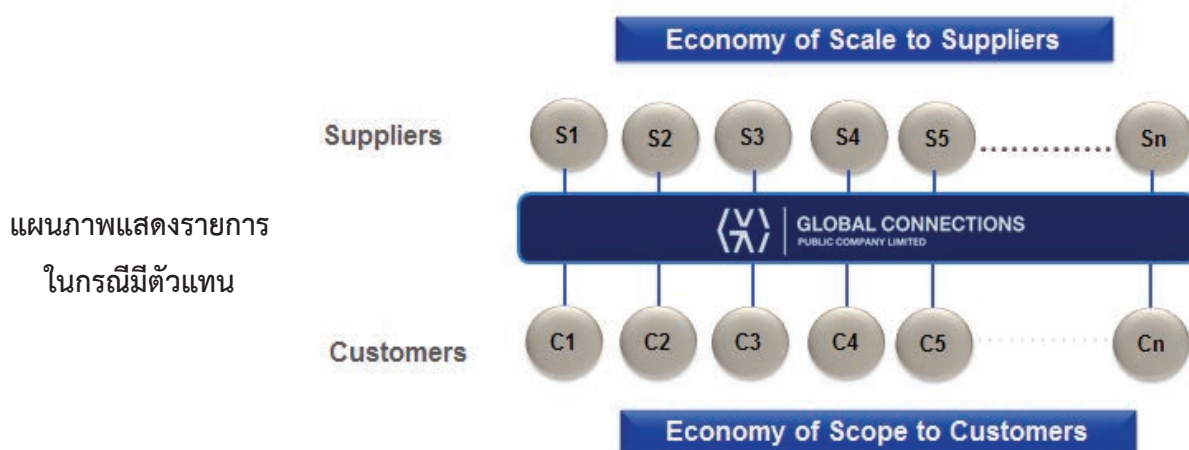 Economy of Scale to Suppliers
Suppliers
S1 S2 S3 S4 S5 ............. Sn
แผนภาพแสดงรายการ
ในกรณีมีตัวแทน
GLOBAL CONNECTIONS
PUBLIC COMPANY LIMITED
Customers
C1 C2 C3 C4 C5 ............. Cn
Economy of Scope to Customers